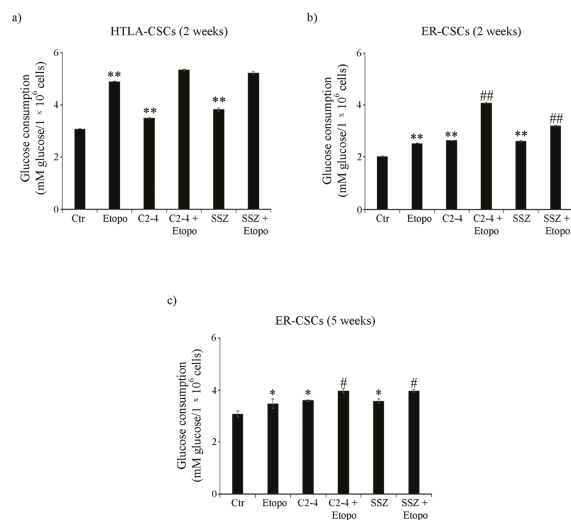 a)
HTLA-CSCs (2 weeks)
Glucose consumption
(mM glucose/1 × 10⁶ cells)
6
4
2
0
** ** **
Ctr Etopo C2-4 C2-4 + Etopo SSZ SSZ + Etopo
b)
ER-CSCs (2 weeks)
Glucose consumption
(mM glucose/1 × 10⁶ cells)
6
4
2
0
** ** ## ** ##
Ctr Etopo C2-4 C2-4 + Etopo SSZ SSZ + Etopo
c)
ER-CSCs (5 weeks)
Glucose consumption
(mM glucose/1 × 10⁶ cells)
6
4
2
0
* * # * #
Ctr Etopo C2-4 C2-4 + Etopo SSZ SSZ + Etopo